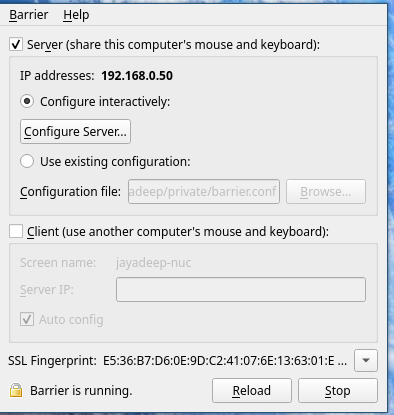 Barrier Help
Server (share this computer's mouse and keyboard):
IP addresses: 192.168.0.50
Configure interactively:
Configure Server...
Use existing configuration:
Configuration file: adeep/private/barrier.conf Browse...
Client (use another computer's mouse and keyboard):
Screen name: jayadeep-nuc
Server IP:
Auto config
SSL Fingerprint: E5:36:B7:D6:0E:9D:C2:41:07:6E:13:63:01:E ...
Barrier is running. Reload Stop